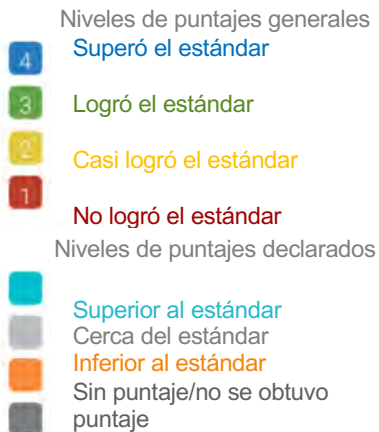 Niveles de puntajes generales
4 Superó el estándar
3 Logró el estándar
2 Casi logró el estándar
1 No logró el estándar
Niveles de puntajes declarados
Superior al estándar
Cerca del estándar
Inferior al estándar
Sin puntaje/no se obtuvo
puntaje